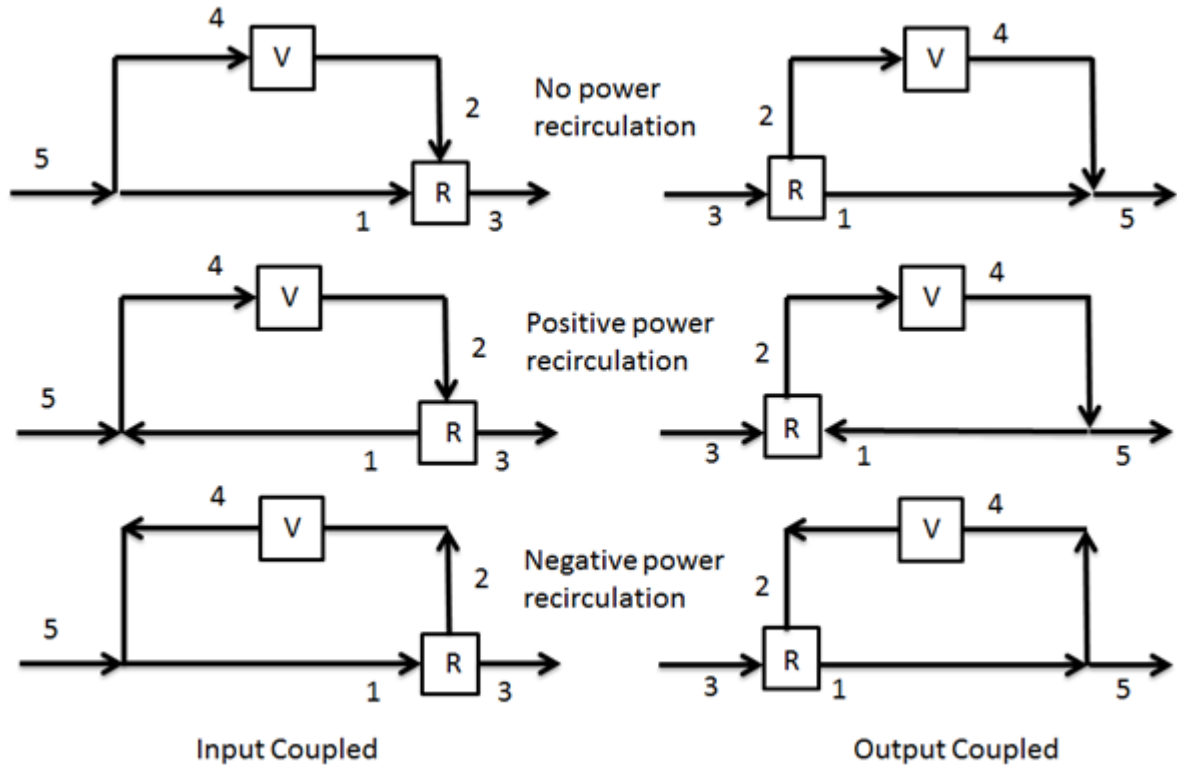 4
V
2
5
R
1
3
No power
recirculation
4
V
2
R
3
1
5
4
V
2
5
R
1
3
Positive power
recirculation
4
V
2
R
3
1
5
4
V
2
5
R
1
3
Negative power
recirculation
4
V
2
R
3
1
5
Input Coupled
Output Coupled